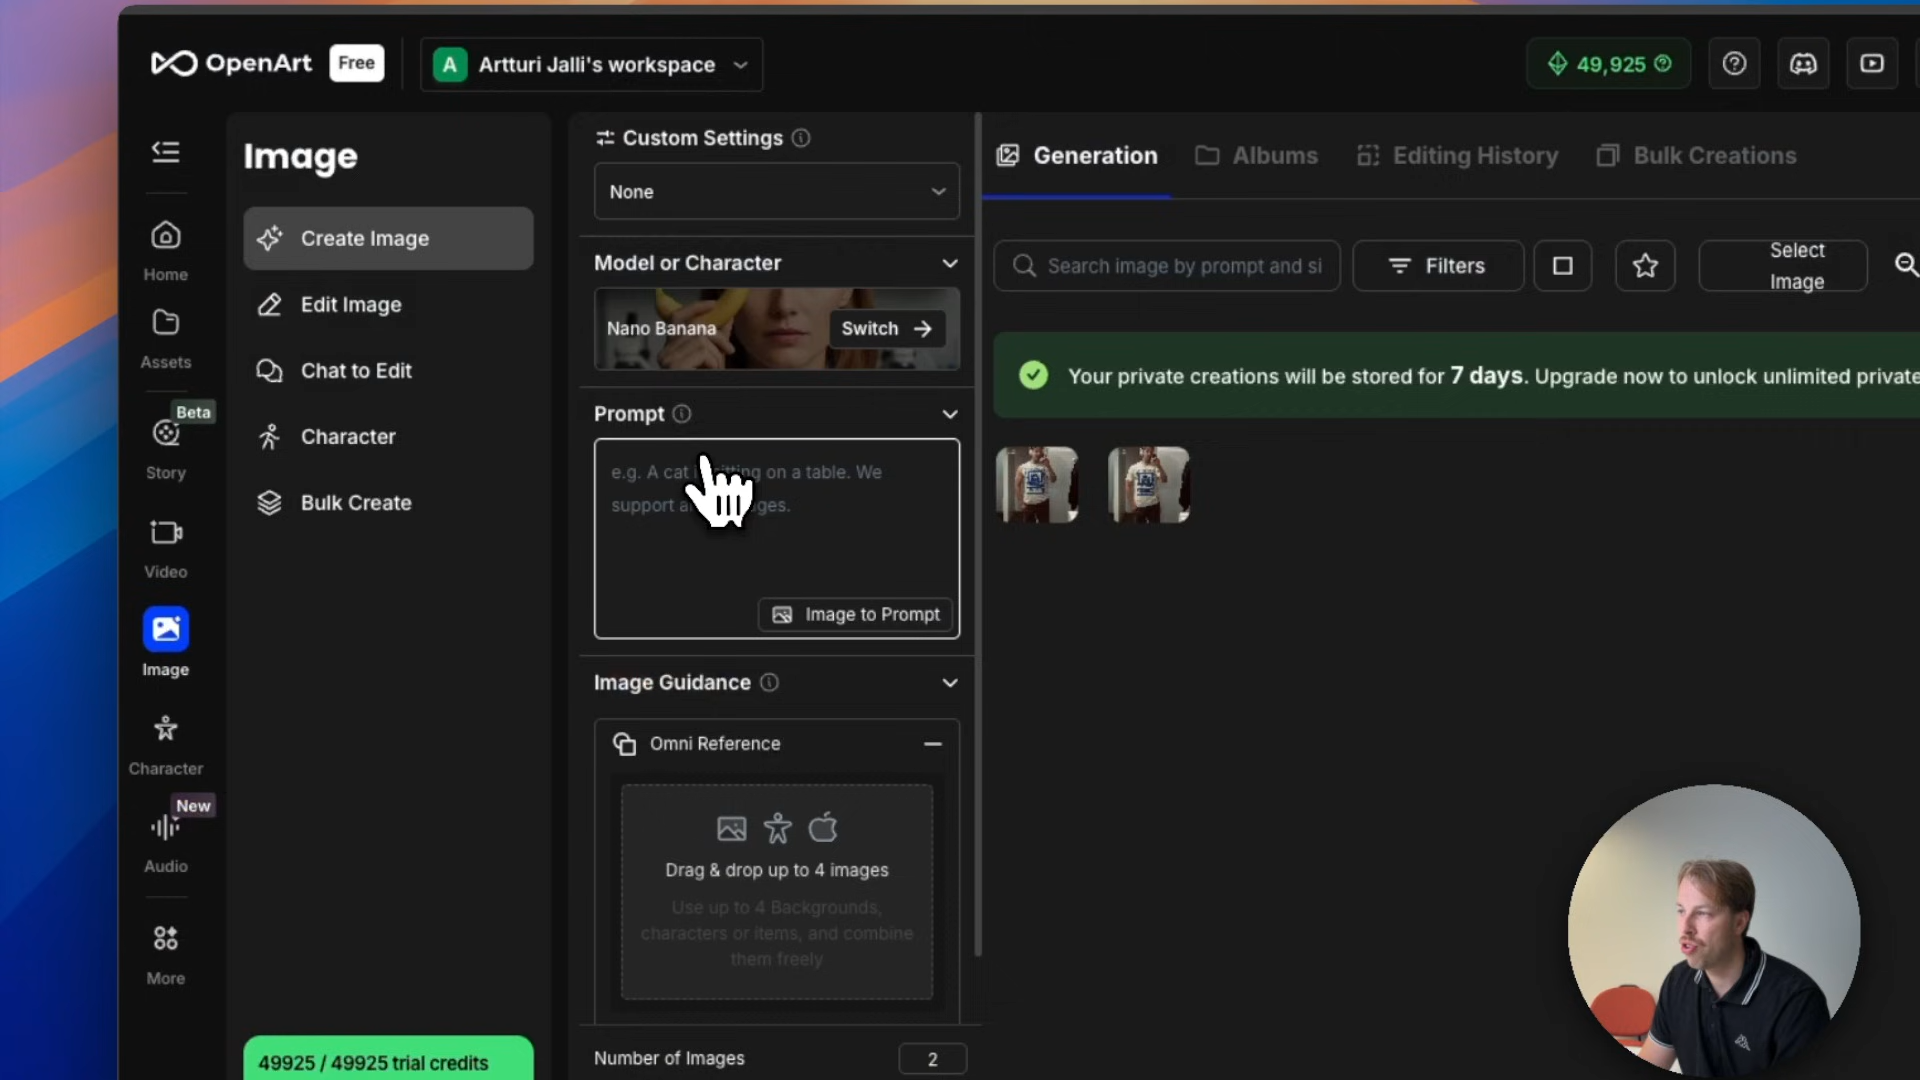 OpenArt Free
A Artturi Jalli's workspace
49,925
Image
Create Image
Edit Image
Chat to Edit
Character
Bulk Create
Home
Assets
Beta
Story
Video
Image
Character
New
Audio
More
49925 / 49925 trial credits
Custom Settings
None
Model or Character
Nano Banana
Switch
Prompt
e.g. A cat sitting on a table. We
support
Image to Prompt
Image Guidance
Omni Reference
Drag & drop up to 4 images
Use up to 4 Backgrounds,
characters or items, and combine
them freely
Number of Images
2
Generation
Albums
Editing History
Bulk Creations
Search image by prompt and si
Filters
Select
Image
Your private creations will be stored for 7 days. Upgrade now to unlock unlimited private